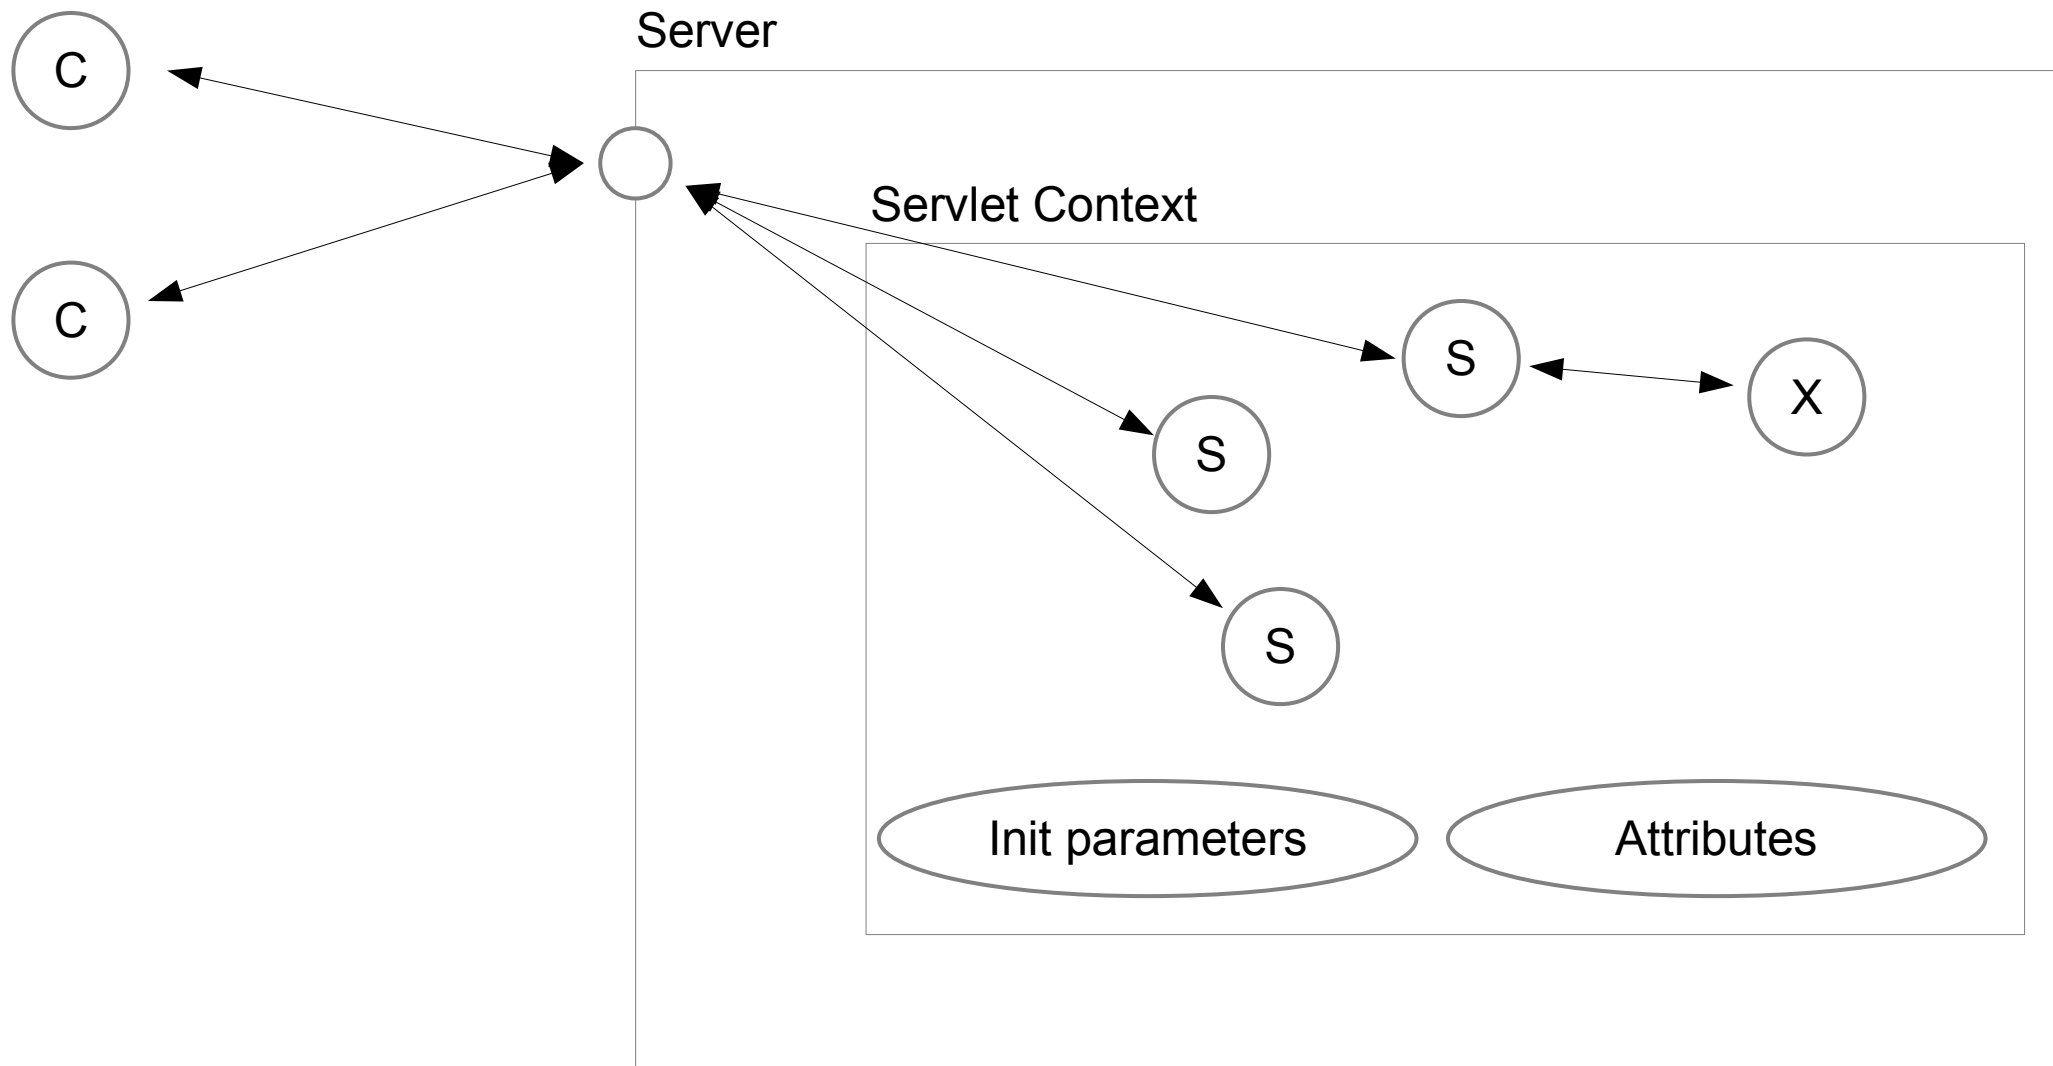 Server
C
Servlet Context
C
S
X
S
S
Init parameters
Attributes